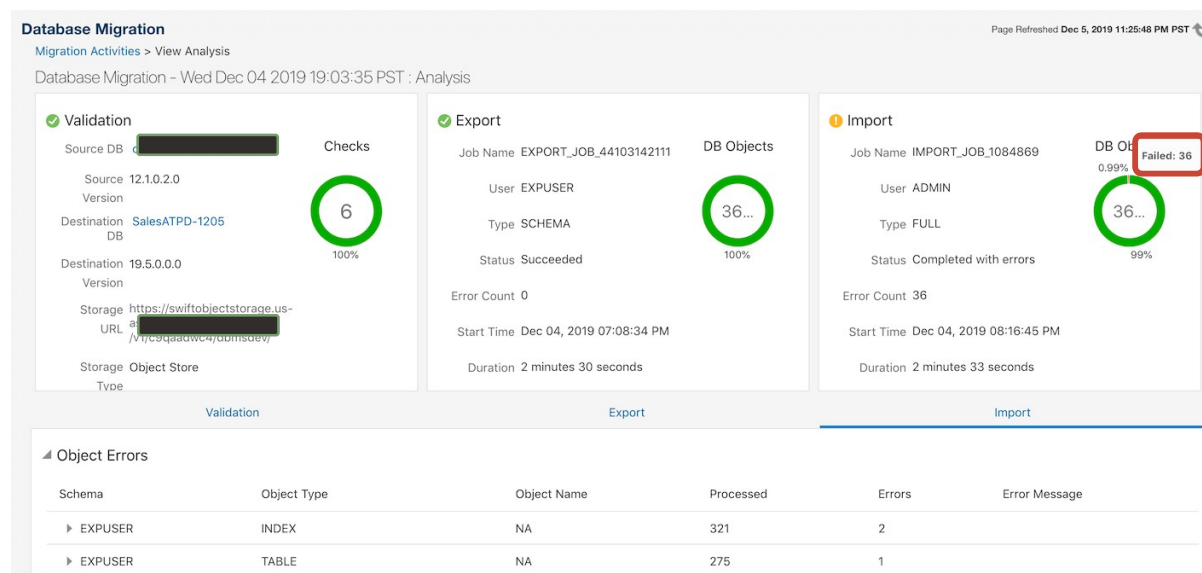 Database Migration
Page Refreshed Dec 5, 2019 11:25:48 PM PST
Migration Activities > View Analysis
Database Migration - Wed Dec 04 2019 19:03:35 PST : Analysis
Validation
Source DB
Source Version 12.1.0.2.0
Destination DB SalesATPD-1205
Destination Version 19.5.0.0.0
Storage URL https://swiftobjectstorage.us-
/v1/c9qaadwc4/dbmsdev/
Storage Type Object Store
Checks
6
100%
Export
Job Name EXPORT_JOB_44103142111
User EXPUSER
Type SCHEMA
Status Succeeded
Error Count 0
Start Time Dec 04, 2019 07:08:34 PM
Duration 2 minutes 30 seconds
DB Objects
36...
100%
Import
Job Name IMPORT_JOB_1084869
User ADMIN
Type FULL
Status Completed with errors
Error Count 36
Start Time Dec 04, 2019 08:16:45 PM
Duration 2 minutes 33 seconds
DB
Failed: 36
0.99%
36...
99%
Validation Export Import
Object Errors
Schema Object Type Object Name Processed Errors Error Message
EXPUSER INDEX NA 321 2
EXPUSER TABLE NA 275 1